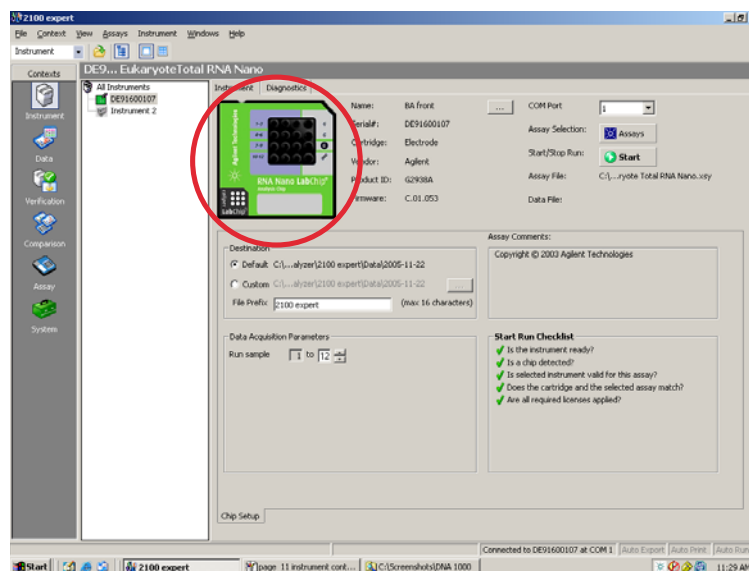 2100 expert
File Context View Assays Instrument Windows Help
Instrument
Contexts
DE9... EukaryoteTotal RNA Nano
Instrument
Data
Verification
Comparison
Assay
System
All Instruments
DE91600107
Instrument 2
Instrument Diagnostics
Agilent Technologies
RNA Nano LabChip®
Analysis Chip
LabChip
Name: BA front ...
Serial#: DE91600107
Cartridge: Electrode
Vendor: Agilent
Product ID: G2938A
Firmware: C.01.053
COM Port 1
Assay Selection: Assays
Start/Stop Run: Start
Assay File: C:\,...ryote Total RNA Nano.xsy
Data File:
Destination
Default C:\,...alyzer\2100 expert\Data\2005-11-22
Custom C:\,...alyzer\2100 expert\Data\2005-11-22 ...
File Prefix 2100 expert (max 16 characters)
Assay Comments:
Copyright © 2003 Agilent Technologies
Data Acquisition Parameters
Run sample 1 to 12
Start Run Checklist
Is the instrument ready?
Is a chip detected?
Is selected instrument valid for this assay?
Does the cartridge and the selected assay match?
Are all required licenses applied?
Chip Setup
Connected to DE91600107 at COM 1 Auto Export Auto Print Auto Run
Start 2100 expert page 11 instrument cont... C:\Screenshots\DNA 1000 11:29 AM